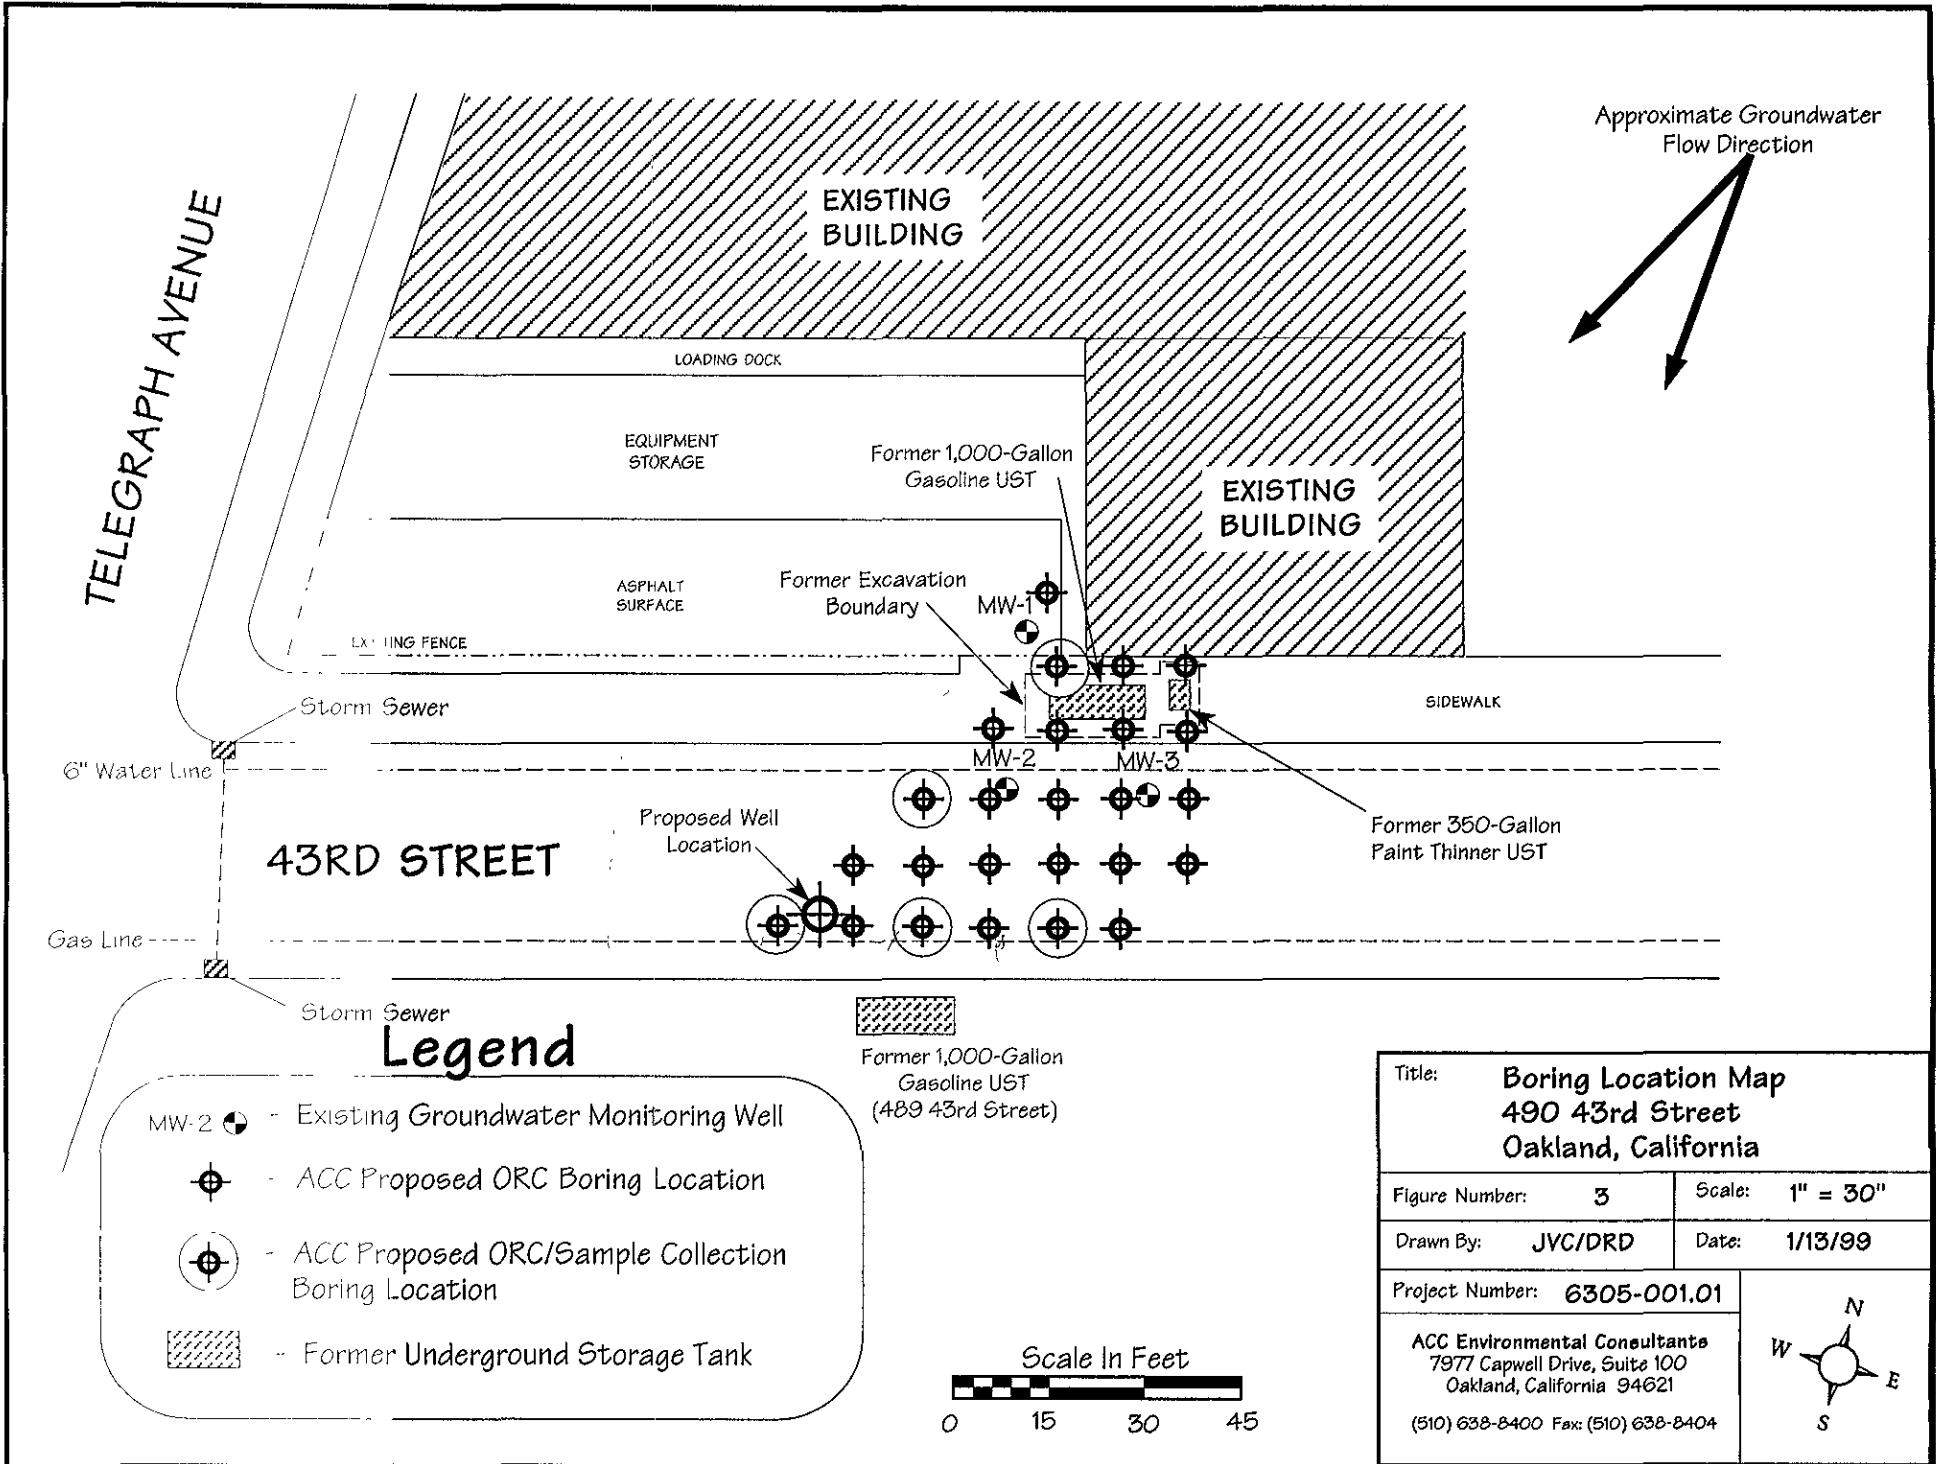 Approximate Groundwater
Flow Direction
TELEGRAPH AVENUE
EXISTING
BUILDING
LOADING DOCK
EQUIPMENT
STORAGE
Former 1,000-Gallon
Gasoline UST
EXISTING
BUILDING
ASPHALT
SURFACE
Former Excavation
Boundary
MW-1
FENCE
Storm Sewer
SIDEWALK
6" Water Line
MW-2
MW-3
Proposed Well
Location
Former 350-Gallon
Paint Thinner UST
43RD STREET
Gas Line
Storm Sewer
Former 1,000-Gallon
Gasoline UST
(489 43rd Street)
Legend
MW-2 - Existing Groundwater Monitoring Well
- ACC Proposed ORC Boring Location
- ACC Proposed ORC/Sample Collection
Boring Location
- Former Underground Storage Tank
Scale In Feet
0 15 30 45
Title: Boring Location Map
490 43rd Street
Oakland, California
Figure Number: 3
Scale: 1" = 30"
Drawn By: JVC/DRD
Date: 1/13/99
Project Number: 6305-001.01
ACC Environmental Consultants
7977 Capwell Drive, Suite 100
Oakland, California 94621
(510) 638-8400 Fax: (510) 638-8404
N
W
E
S